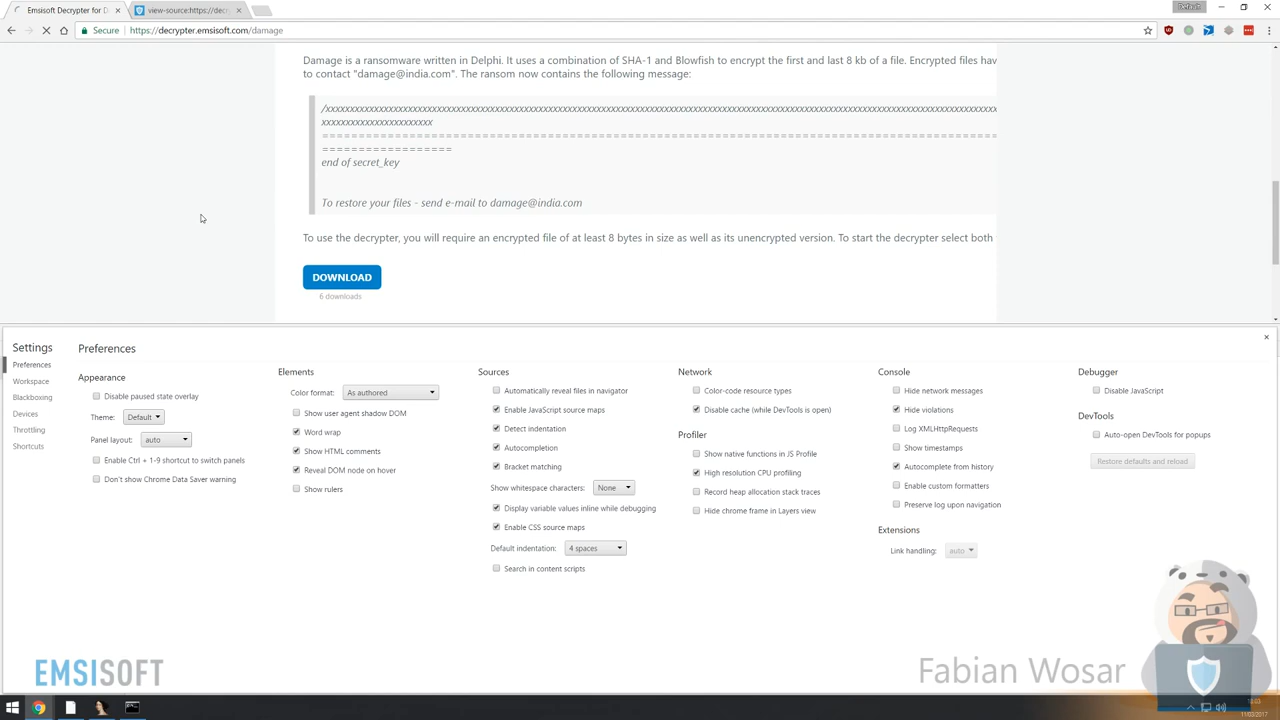 Emsisoft Decrypter for D
view-source:https://decr
Default
Secure
https://decrypter.emsisoft.com/damage
Damage is a ransomware written in Delphi. It uses a combination of SHA-1 and Blowfish to encrypt the first and last 8 kb of a file. Encrypted files hav
to contact "damage@india.com". The ransom now contains the following message:
end of secret_key
To restore your files - send e-mail to damage@india.com
To use the decrypter, you will require an encrypted file of at least 8 bytes in size as well as its unencrypted version. To start the decrypter select both
DOWNLOAD
6 downloads
Settings
Preferences
Workspace
Blackboxing
Devices
Throttling
Shortcuts
Preferences
Appearance
Disable paused state overlay
Theme: Default
Panel layout: auto
Enable Ctrl + 1-9 shortcut to switch panels
Don't show Chrome Data Saver warning
Elements
Color format: As authored
Show user agent shadow DOM
Word wrap
Show HTML comments
Reveal DOM node on hover
Show rulers
Sources
Automatically reveal files in navigator
Enable JavaScript source maps
Detect indentation
Autocompletion
Bracket matching
Show whitespace characters: None
Display variable values inline while debugging
Enable CSS source maps
Default indentation: 4 spaces
Search in content scripts
Network
Color-code resource types
Disable cache (while DevTools is open)
Profiler
Show native functions in JS Profile
High resolution CPU profiling
Record heap allocation stack traces
Hide chrome frame in Layers view
Console
Hide network messages
Hide violations
Log XMLHttpRequests
Show timestamps
Autocomplete from history
Enable custom formatters
Preserve log upon navigation
Extensions
Link handling: auto
Debugger
Disable JavaScript
DevTools
Auto-open DevTools for popups
Restore defaults and reload
EMSISOFT
Fabian Wosar
10:03
11/03/2017